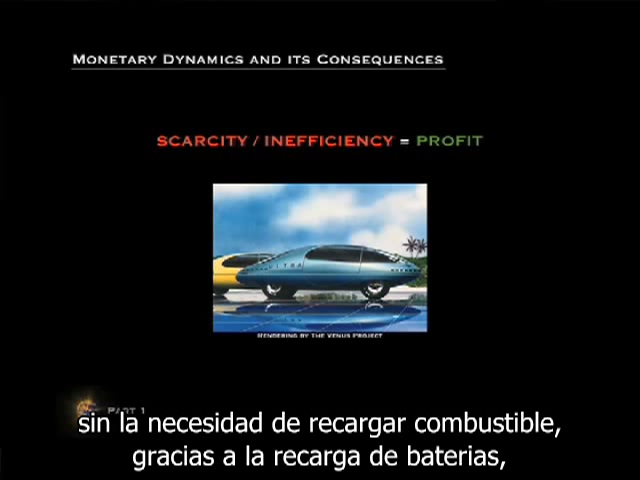 MONETARY DYNAMICS AND ITS CONSEQUENCES
SCARCITY / INEFFICIENCY = PROFIT
RENDERING BY THE VENUS PROJECT
PART 1
sin la necesidad de recargar combustible,
gracias a la recarga de baterias,